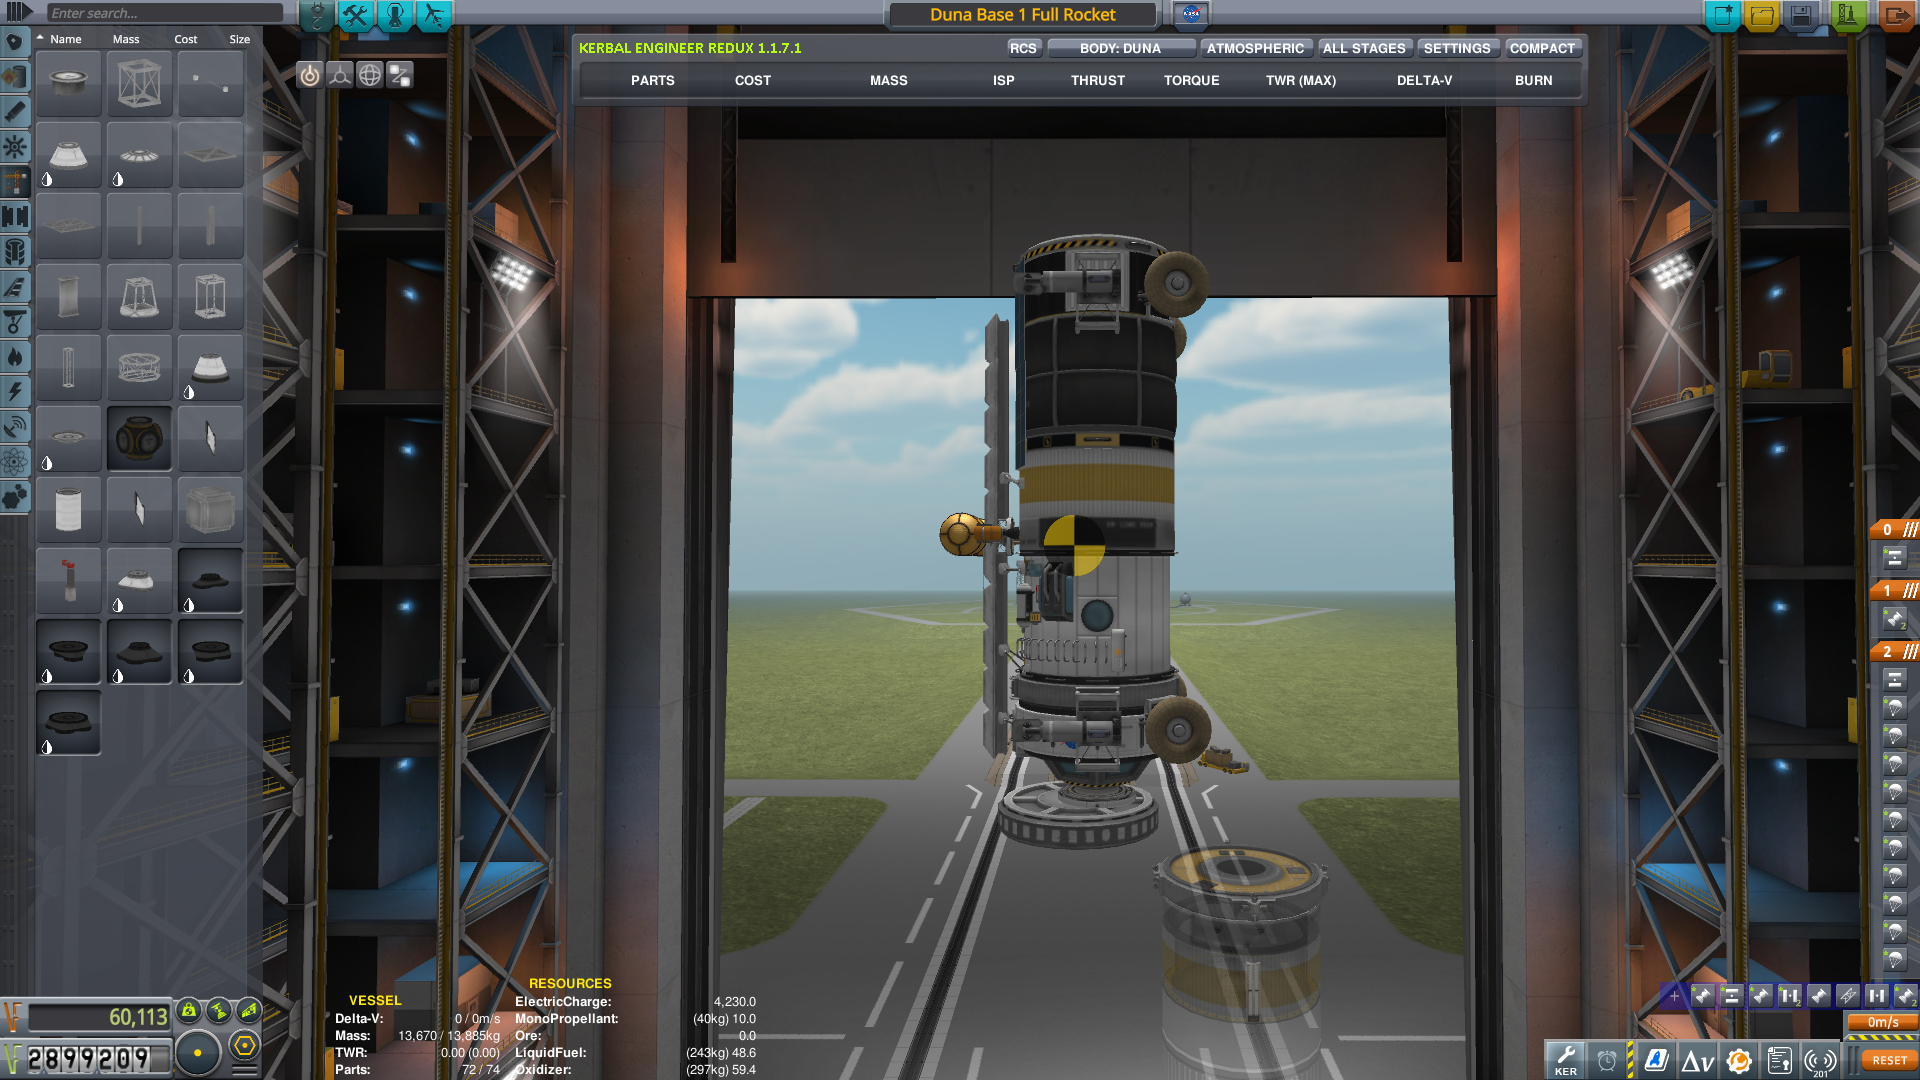 Enter search...
Duna Base 1 Full Rocket
Name Mass Cost Size
KERBAL ENGINEER REDUX 1.1.7.1
RCS BODY: DUNA ATMOSPHERIC ALL STAGES SETTINGS COMPACT
PARTS COST MASS ISP THRUST TORQUE TWR (MAX) DELTA-V BURN
0
1
2
2
VESSEL
Delta-V: 0 / 0m/s
Mass: 13,670 / 13,885kg
TWR: 0.00 (0.00)
Parts: 72 / 74
RESOURCES
ElectricCharge: 4,230.0
MonoPropellant: (40kg) 10.0
Ore: 0.0
LiquidFuel: (243kg) 48.6
Oxidizer: (297kg) 59.4
60,113
2899209
2
2
0m/s
KER
Δv
201
RESET